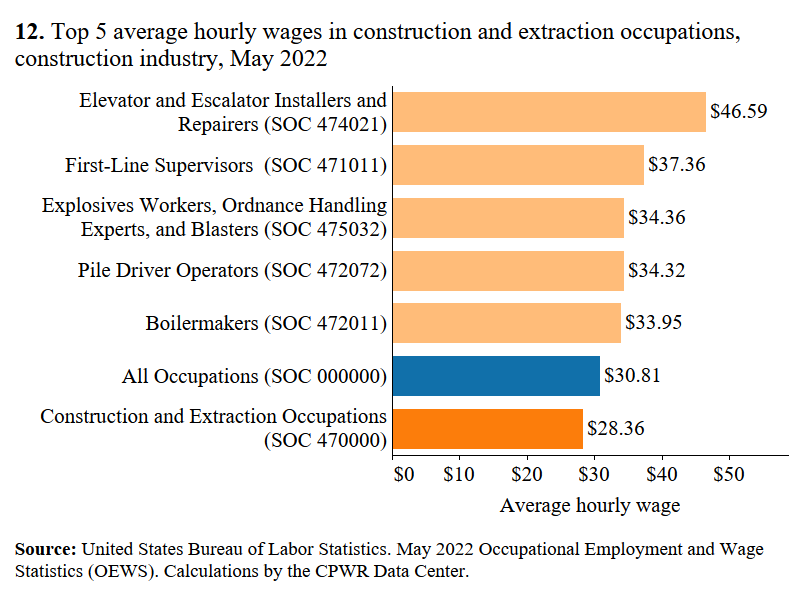 12. Top 5 average hourly wages in construction and extraction occupations,
construction industry, May 2022
Elevator and Escalator Installers and
Repairers (SOC 474021)
$46.59
First-Line Supervisors  (SOC 471011)
$37.36
Explosives Workers, Ordnance Handling
Experts, and Blasters (SOC 475032)
$34.36
Pile Driver Operators (SOC 472072)
$34.32
Boilermakers (SOC 472011)
$33.95
All Occupations (SOC 000000)
$30.81
Construction and Extraction Occupations
(SOC 470000)
$28.36
$0 $10 $20 $30 $40 $50
Average hourly wage
Source: United States Bureau of Labor Statistics. May 2022 Occupational Employment and Wage
Statistics (OEWS). Calculations by the CPWR Data Center.